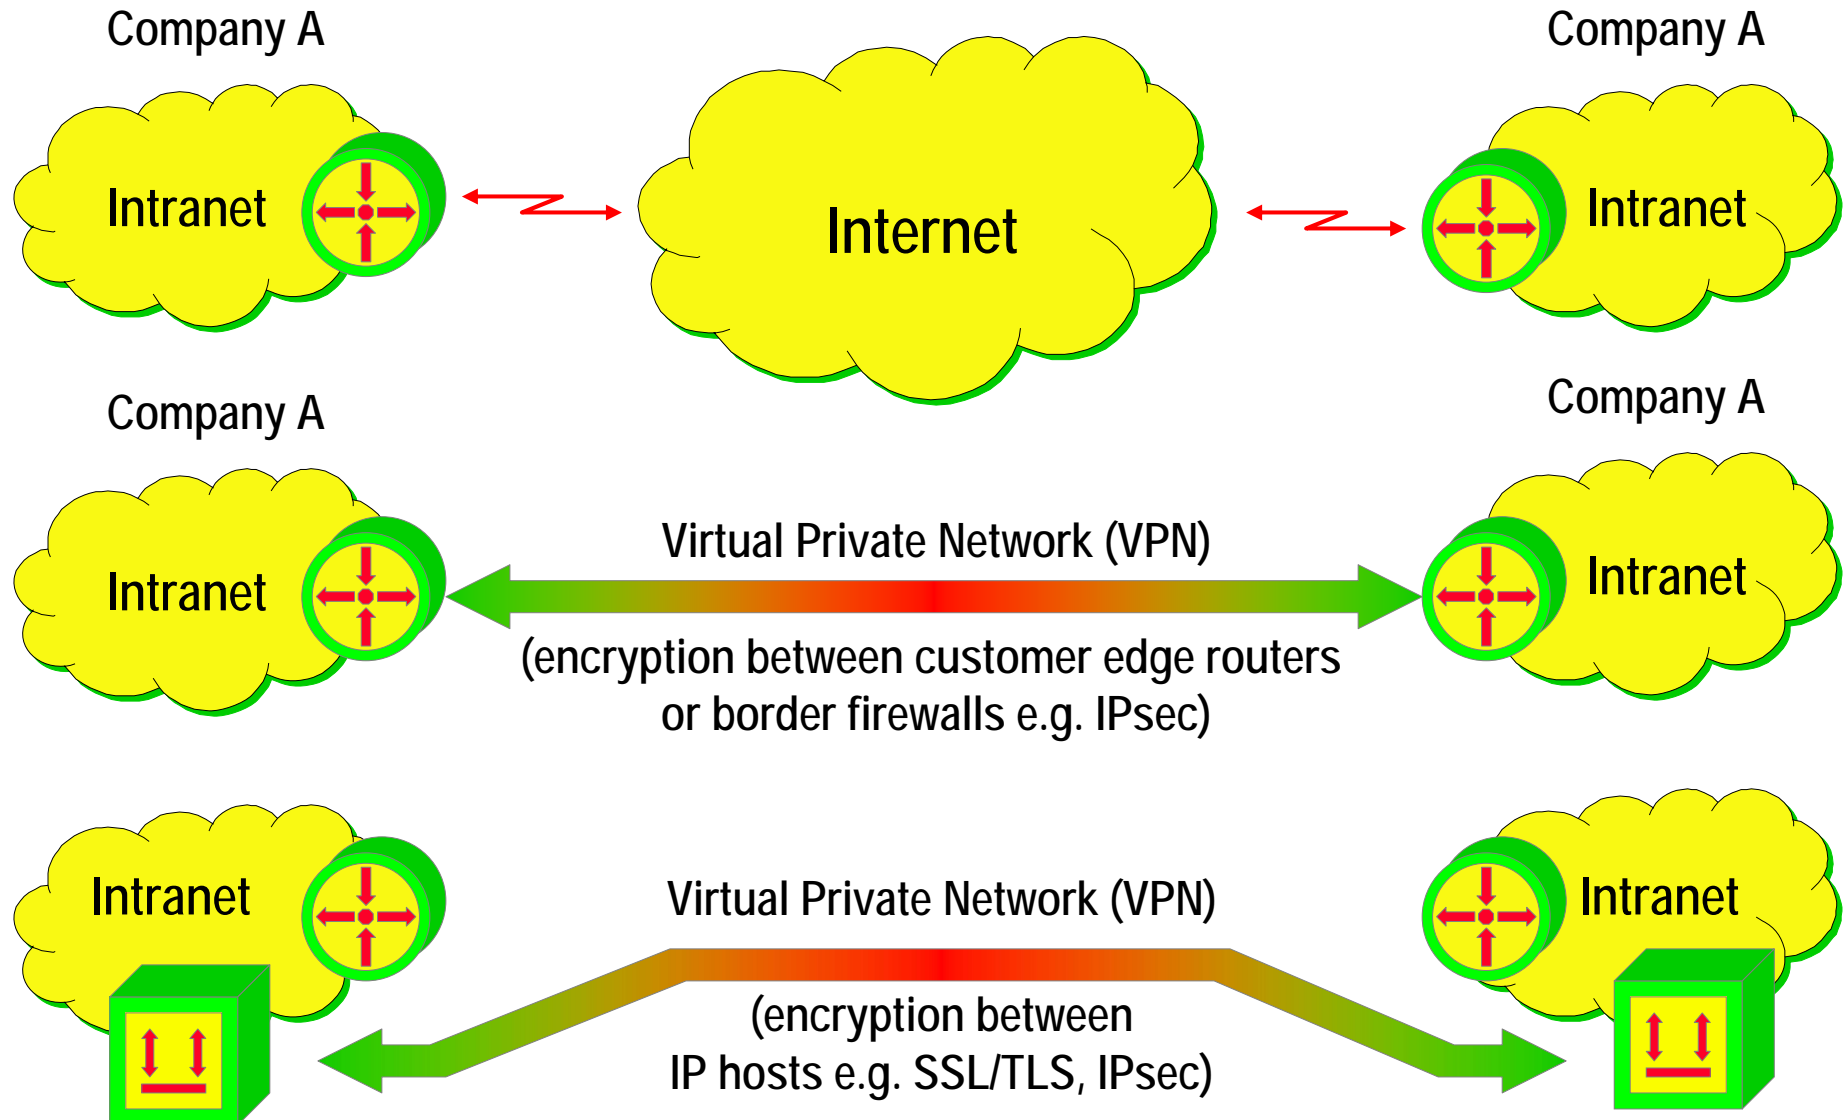 Company A
Company A
Intranet
Internet
Intranet
Company A
Company A
Intranet
Virtual Private Network (VPN)
Intranet
(encryption between customer edge routers
or border firewalls e.g. IPsec)
Intranet
Virtual Private Network (VPN)
Intranet
(encryption between
IP hosts e.g. SSL/TLS, IPsec)